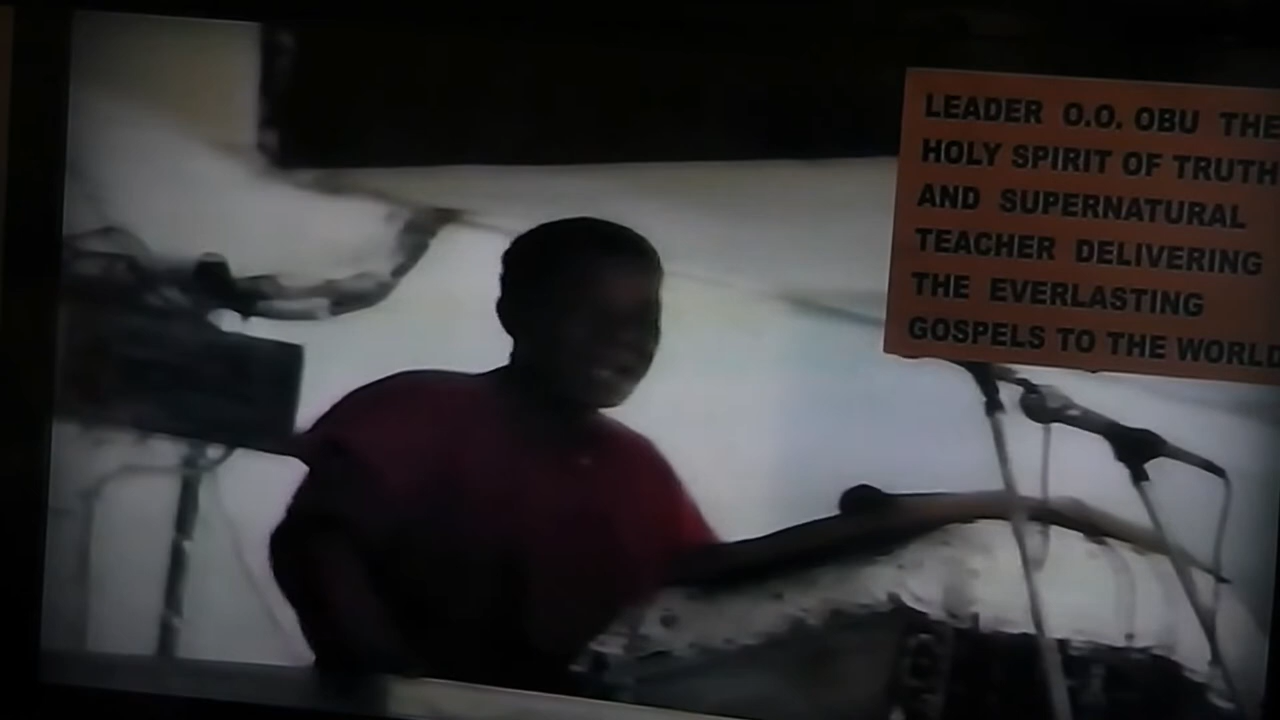 LEADER O.O. OBU THE
HOLY SPIRIT OF TRUTH
AND SUPERNATURAL
TEACHER DELIVERING
THE EVERLASTING
GOSPELS TO THE WORLD